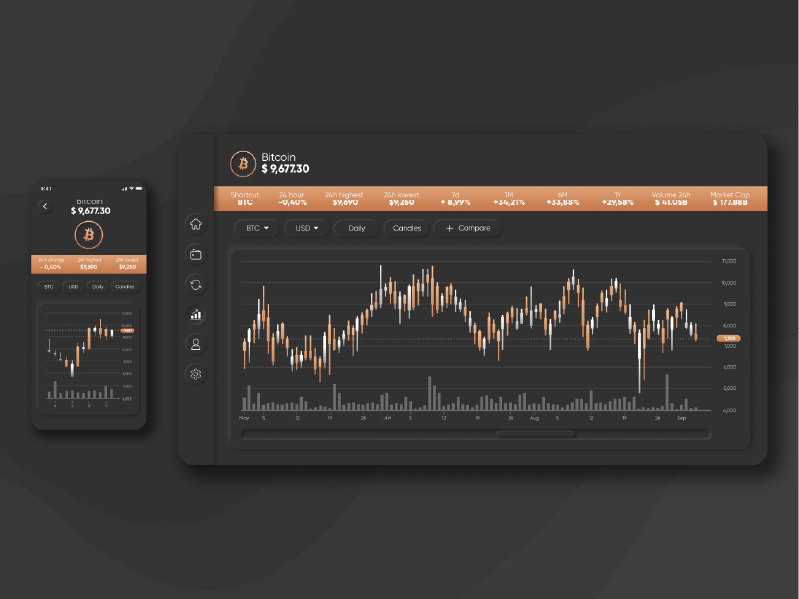 9:41
Bitcoin
$ 9,677.30
24 highest 24h lowest
- 0,40% $9,690 $9,250
BTC USD Daily Candles
Bitcoin
$ 9,677.30
Shortcut 24 hour 24h highest 24h lowest 7d 1M 6M 1Y Volume 24h Market Cap
BTC -0,40% $9,690 $9,250 + 8,99% +34,21% +33,88% +29,58% $ 41.05B $ 177.88B
BTC USD Daily Candles + Compare
11,000
10,000
9,000
8,000
7,000
6,000
5,000
4,000
May 5 12 19 26 Jun 5 12 19 26 Aug 5 12 19 26 Sep